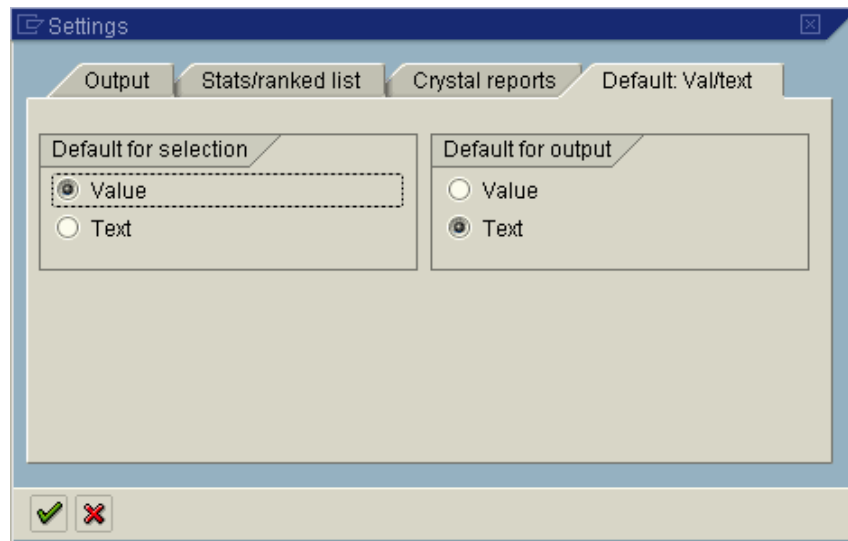 Settings
Output Stats/ranked list Crystal reports Default: Val/text
Default for selection Default for output
Value Value
Text Text